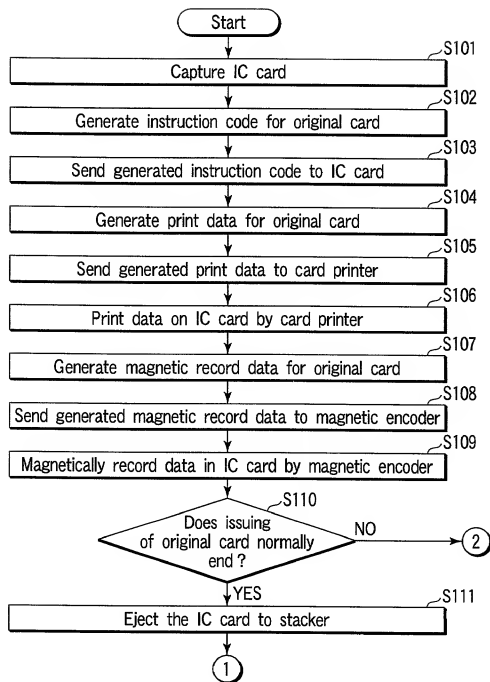 Start
S101
Capture IC card
S102
Generate instruction code for original card
S103
Send generated instruction code to IC card
S104
Generate print data for original card
S105
Send generated print data to card printer
S106
Print data on IC card by card printer
S107
Generate magnetic record data for original card
S108
Send generated magnetic record data to magnetic encoder
S109
Magnetically record data in IC card by magnetic encoder
S110
Does issuing
of original card normally
end ?
NO
2
YES
S111
Eject the IC card to stacker
1